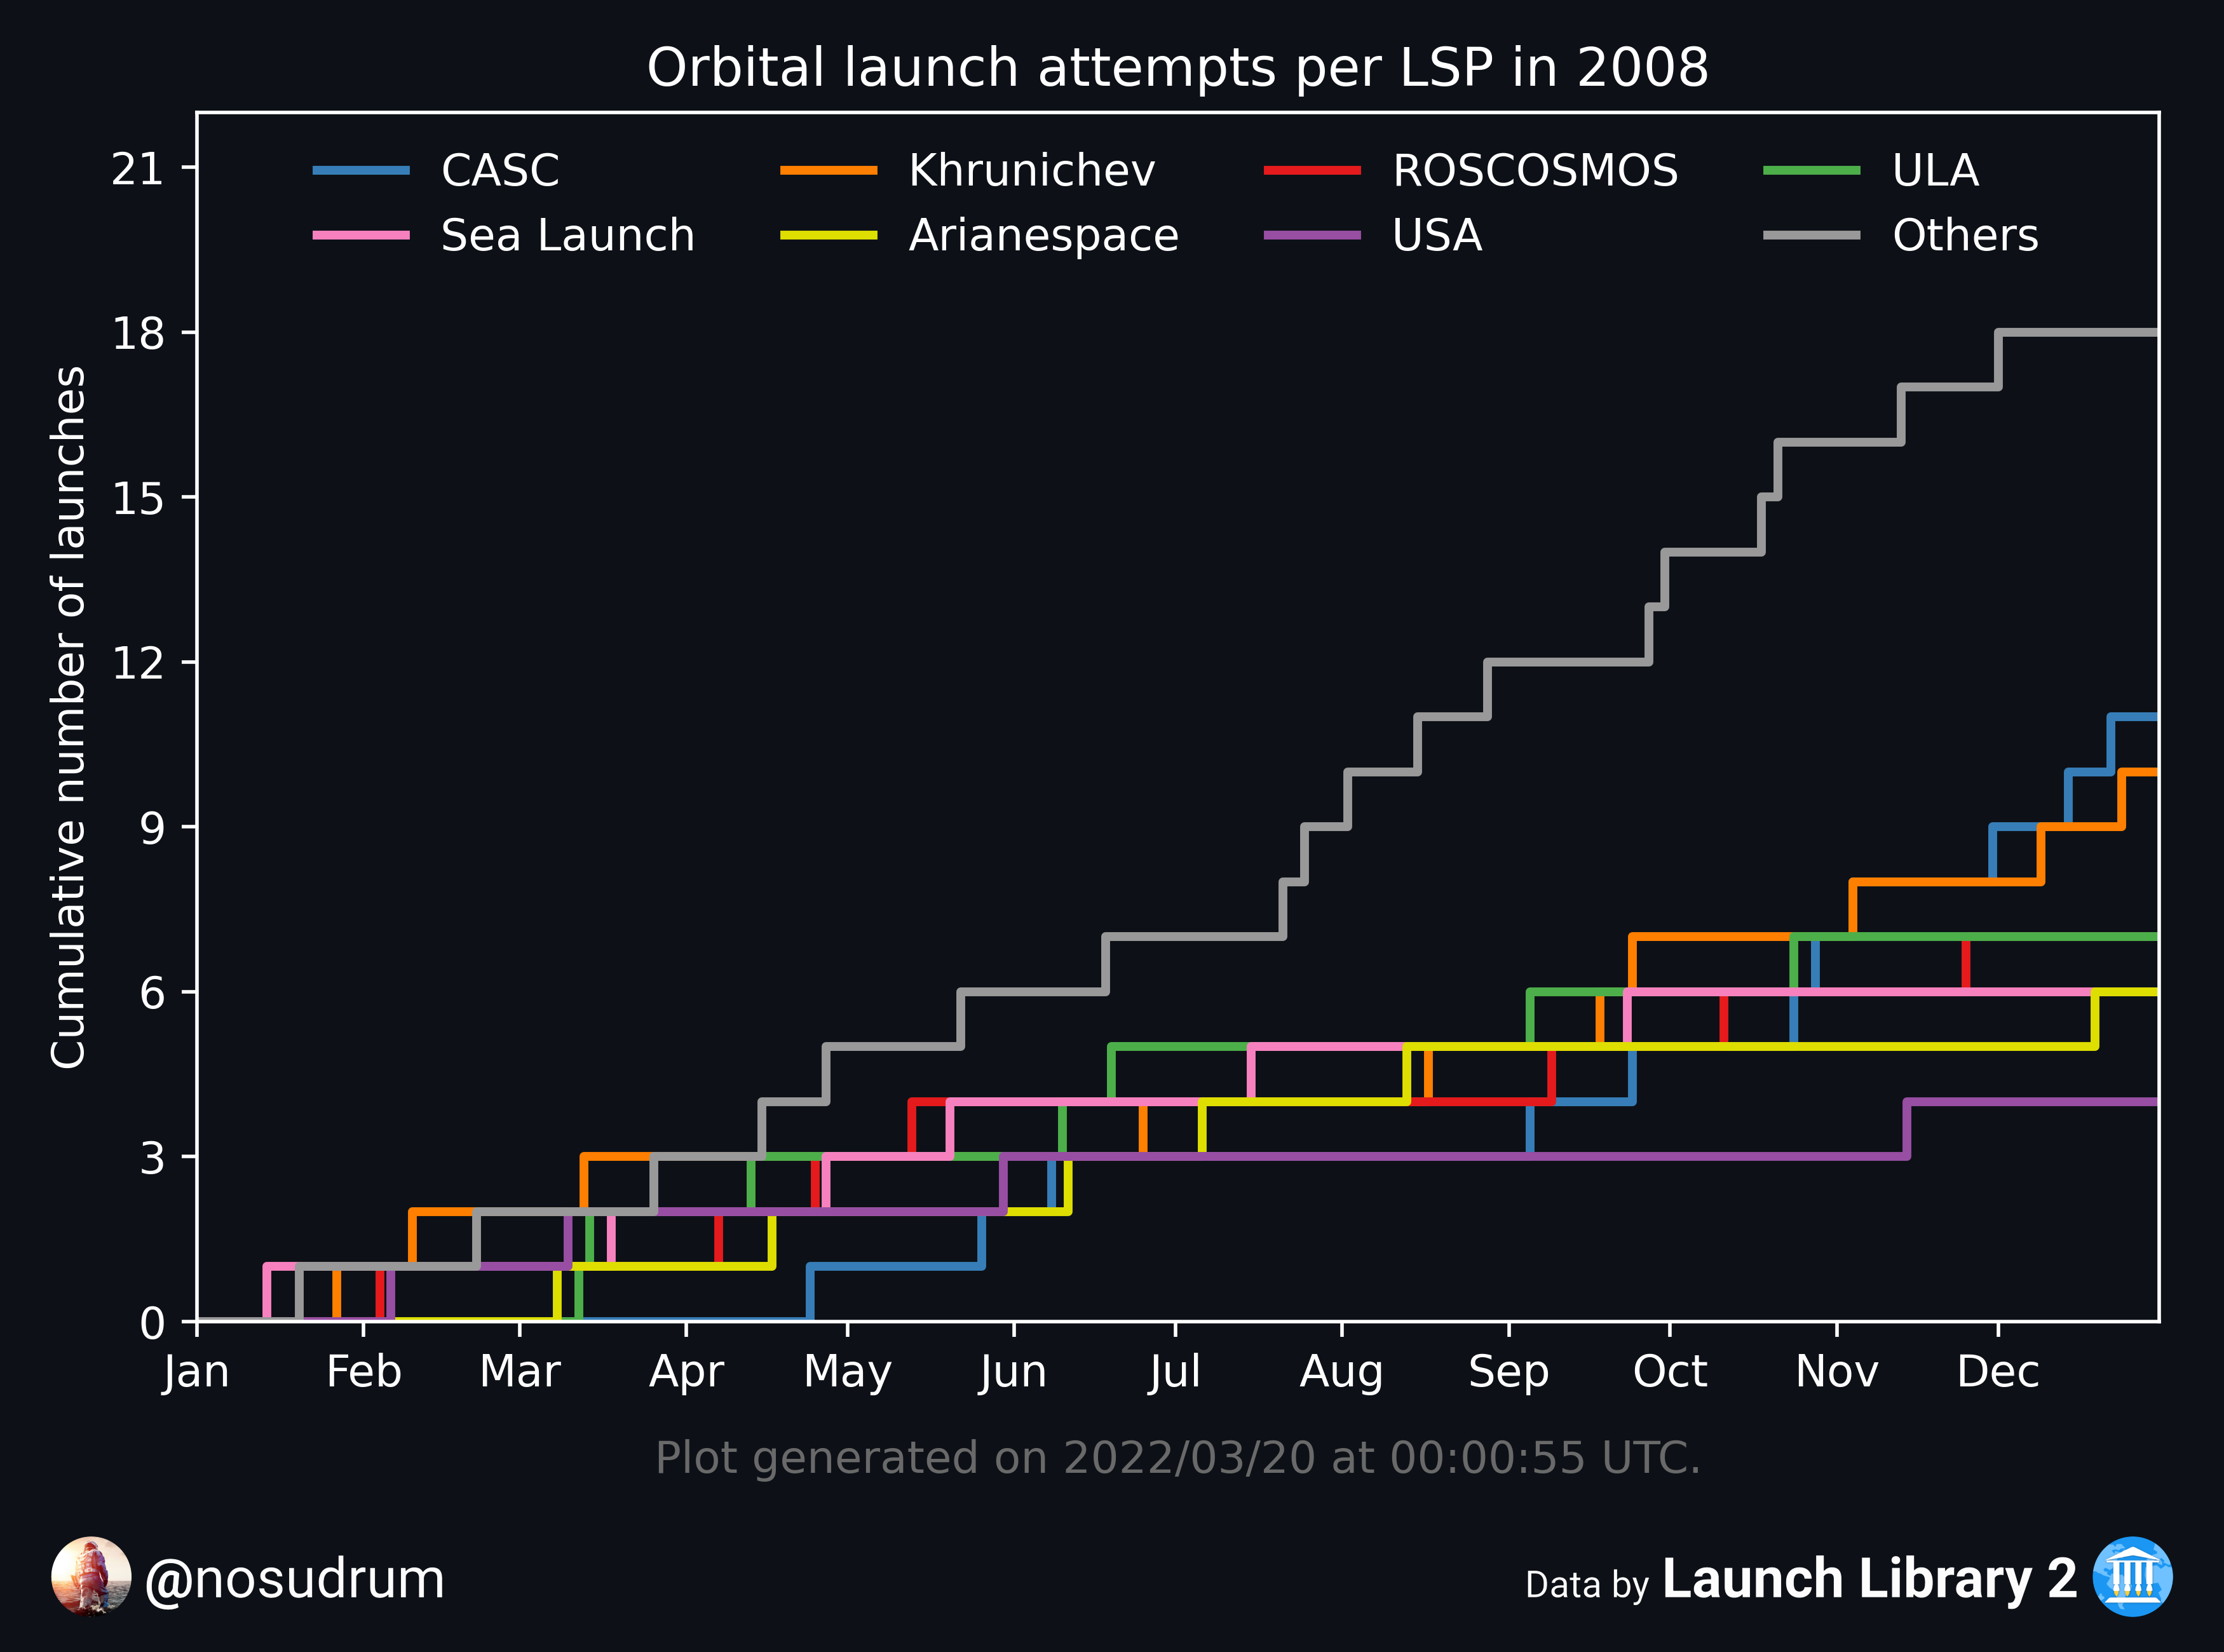 Orbital launch attempts per LSP in 2008
CASC Khrunichev ROSCOSMOS ULA
Sea Launch Arianespace USA Others
Cumulative number of launches
21
18
15
12
9
6
3
0
Jan Feb Mar Apr May Jun Jul Aug Sep Oct Nov Dec
Plot generated on 2022/03/20 at 00:00:55 UTC.
@nosudrum
Data by Launch Library 2